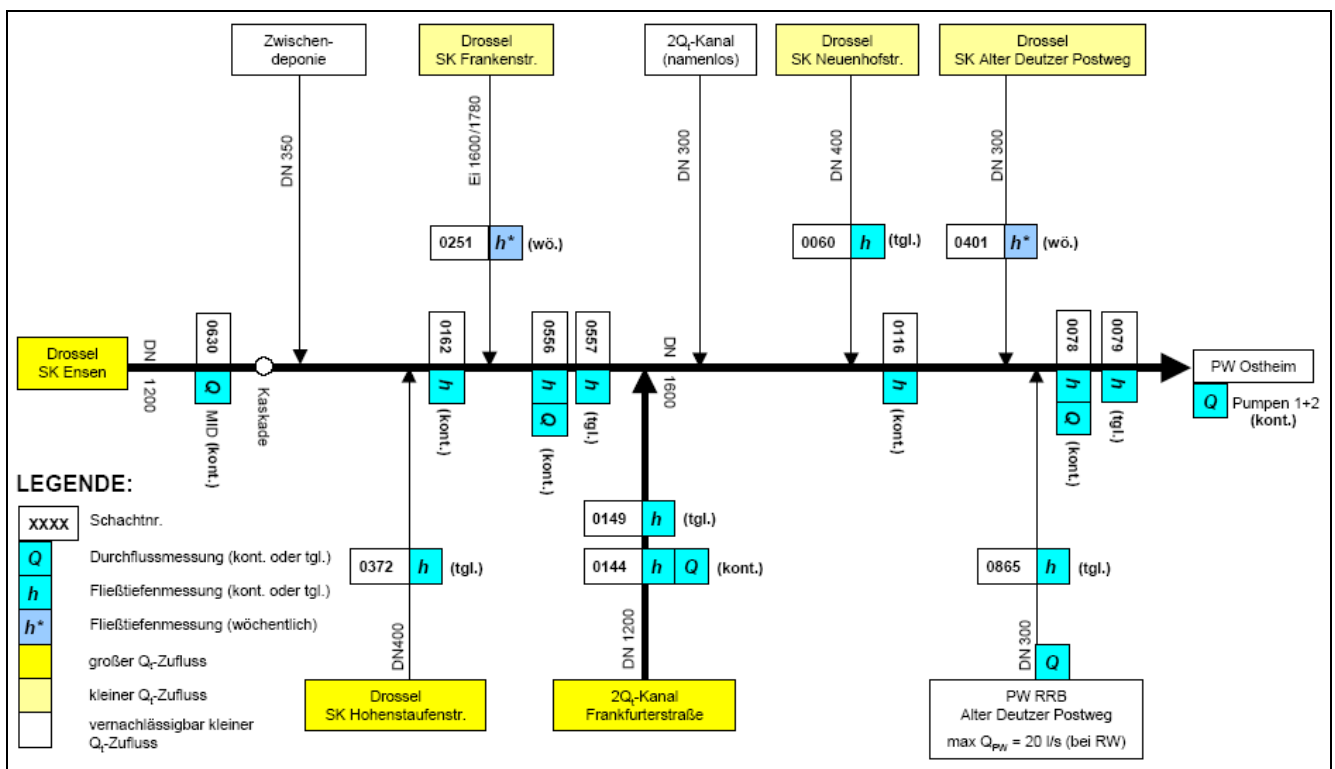 Zwischen-
deponie
Drossel
SK Frankenstr.
2Qt-Kanal
(namenlos)
Drossel
SK Neuenhofstr.
Drossel
SK Alter Deutzer Postweg
DN 350
Ei 1600/1780
DN 300
DN 400
DN 300
0251 h* (wö.)
0060 h (tgl.)
0401 h* (wö.)
Drossel
SK Ensen
DN
1200
0630
Q
MID (kont.)
Kaskade
0162
h
(kont.)
0556
h
Q
(kont.)
0557
h
(tgl.)
DN
1600
0116
h
(kont.)
0078
h
Q
(kont.)
0079
h
(tgl.)
PW Ostheim
Q Pumpen 1+2
(kont.)
0372 h (tgl.)
DN400
Drossel
SK Hohenstaufenstr.
0149 h (tgl.)
0144 h Q (kont.)
DN 1200
2Qt-Kanal
Frankfurterstraße
0865 h (tgl.)
DN 300
Q
PW RRB
Alter Deutzer Postweg
max QPW = 20 l/s (bei RW)
LEGENDE:
XXXX Schachtnr.
Q Durchflussmessung (kont. oder tgl.)
h Fließtiefenmessung (kont. oder tgl.)
h* Fließtiefenmessung (wöchentlich)
großer Qt-Zufluss
kleiner Qt-Zufluss
vernachlässigbar kleiner
Qt-Zufluss